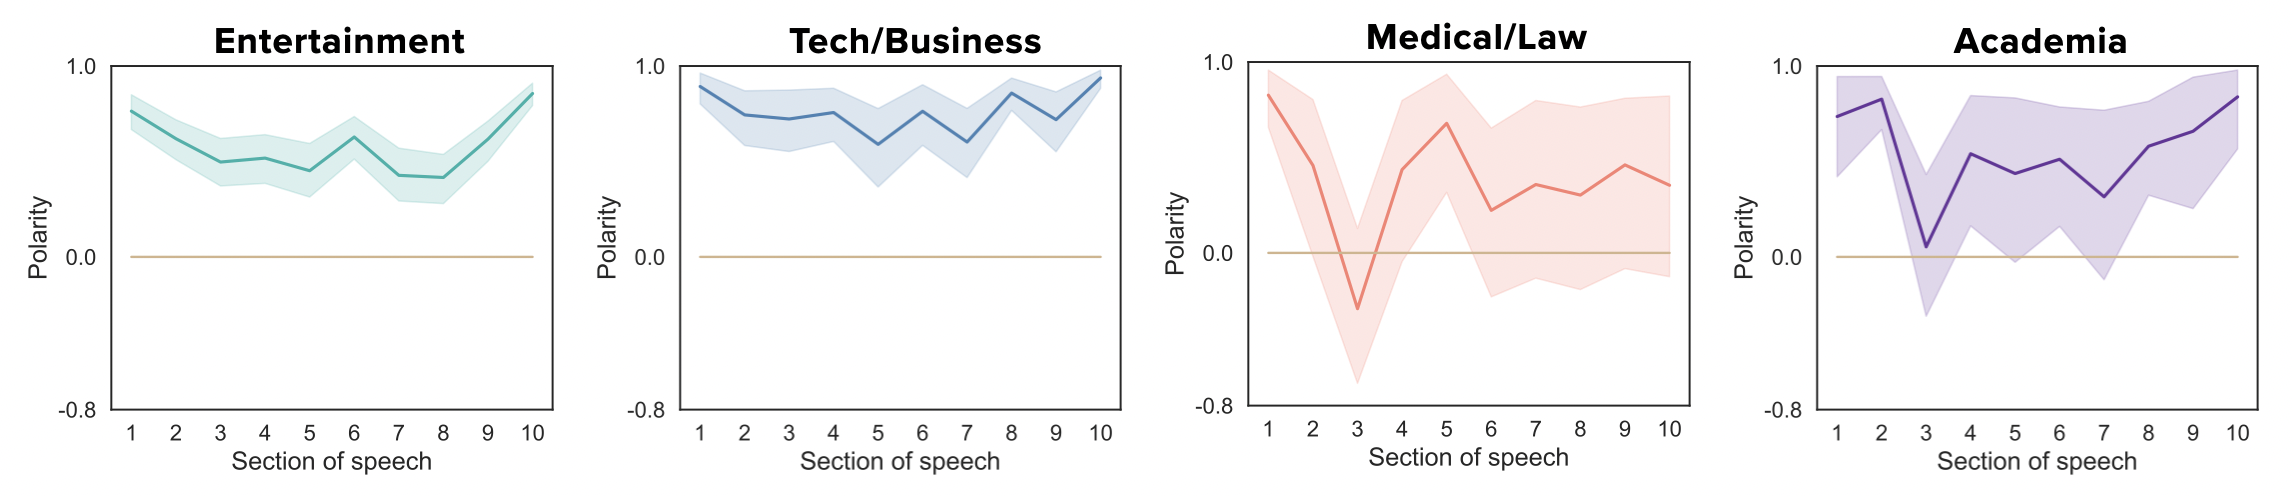 Entertainment
1.0
0.0
-0.8
Polarity
1 2 3 4 5 6 7 8 9 10
Section of speech
Tech/Business
1.0
0.0
-0.8
Polarity
1 2 3 4 5 6 7 8 9 10
Section of speech
Medical/Law
1.0
0.0
-0.8
Polarity
1 2 3 4 5 6 7 8 9 10
Section of speech
Academia
1.0
0.0
-0.8
Polarity
1 2 3 4 5 6 7 8 9 10
Section of speech